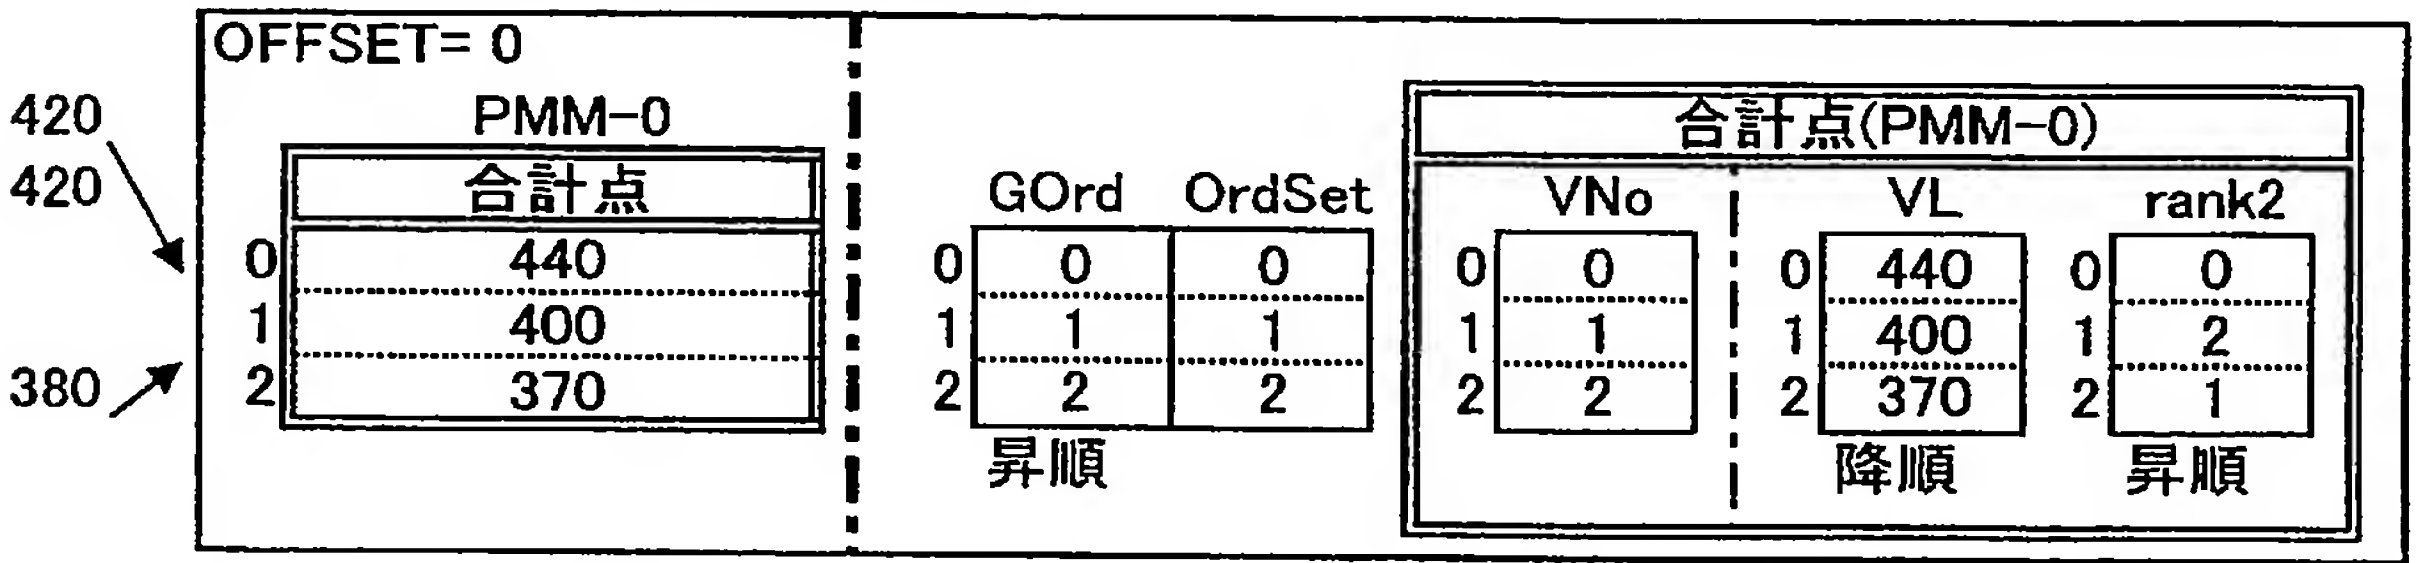 OFFSET= 0
420
420
380
PMM-0
合計点
0 440
1 400
2 370
GOrd OrdSet
0 0 0
1 1 1
2 2 2
昇順
合計点(PMM-0)
VNo VL rank2
0 0 0 440 0 0
1 1 1 400 1 2
2 2 2 370 2 1
降順 昇順